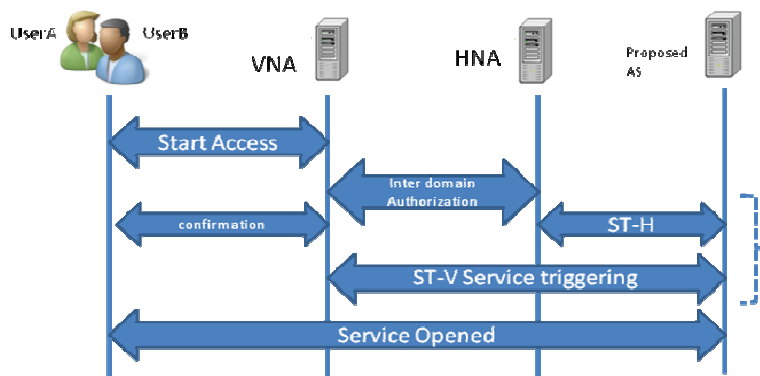 UserA
UserB
VNA
HNA
Proposed
AS
Start Access
Inter domain
Authorization
confirmation
ST-H
ST-V Service triggering
Service Opened